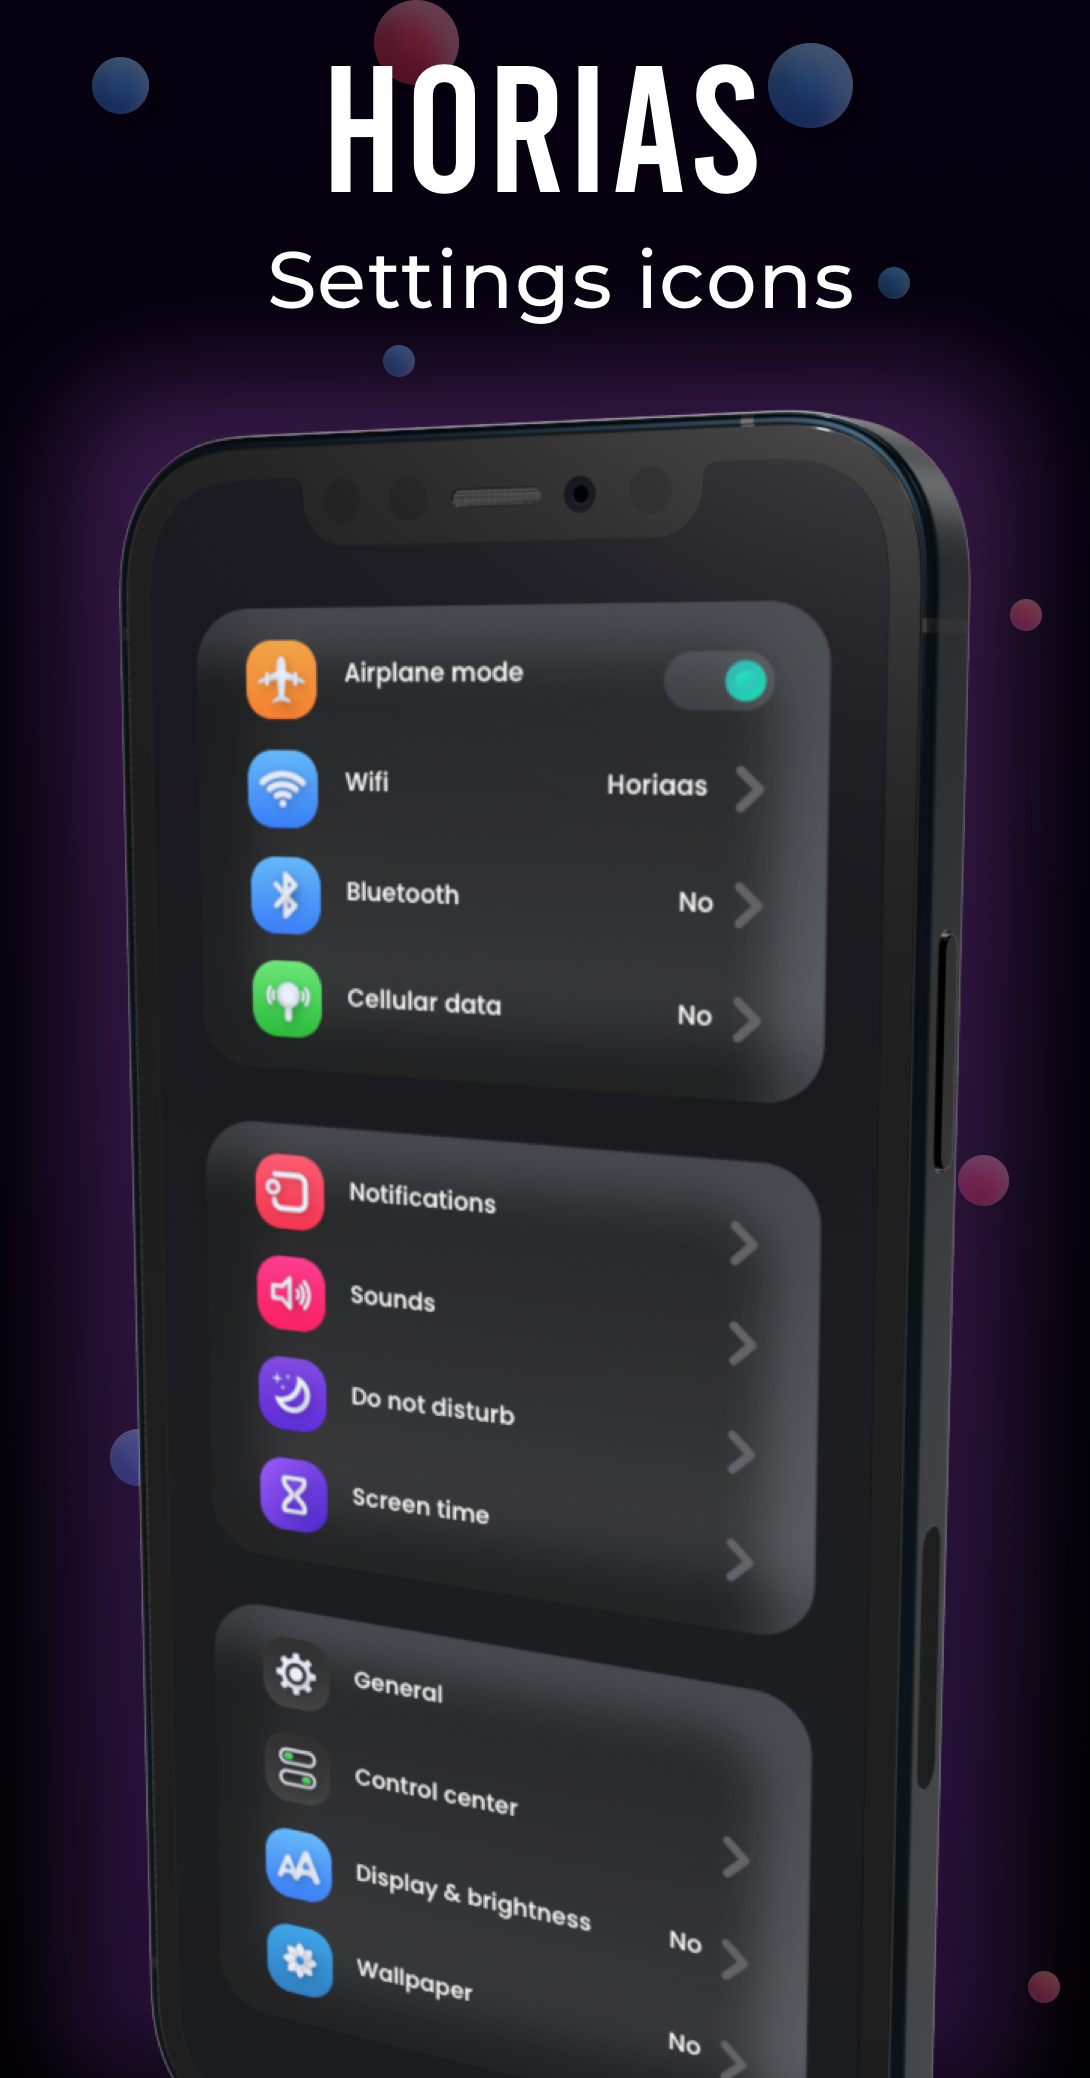 HORIAS
Settings icons
Airplane mode
Wifi Horiaas
Bluetooth No
Cellular data No
Notifications
Sounds
Do not disturb
Screen time
General
Control center
Display & brightness No
Wallpaper No